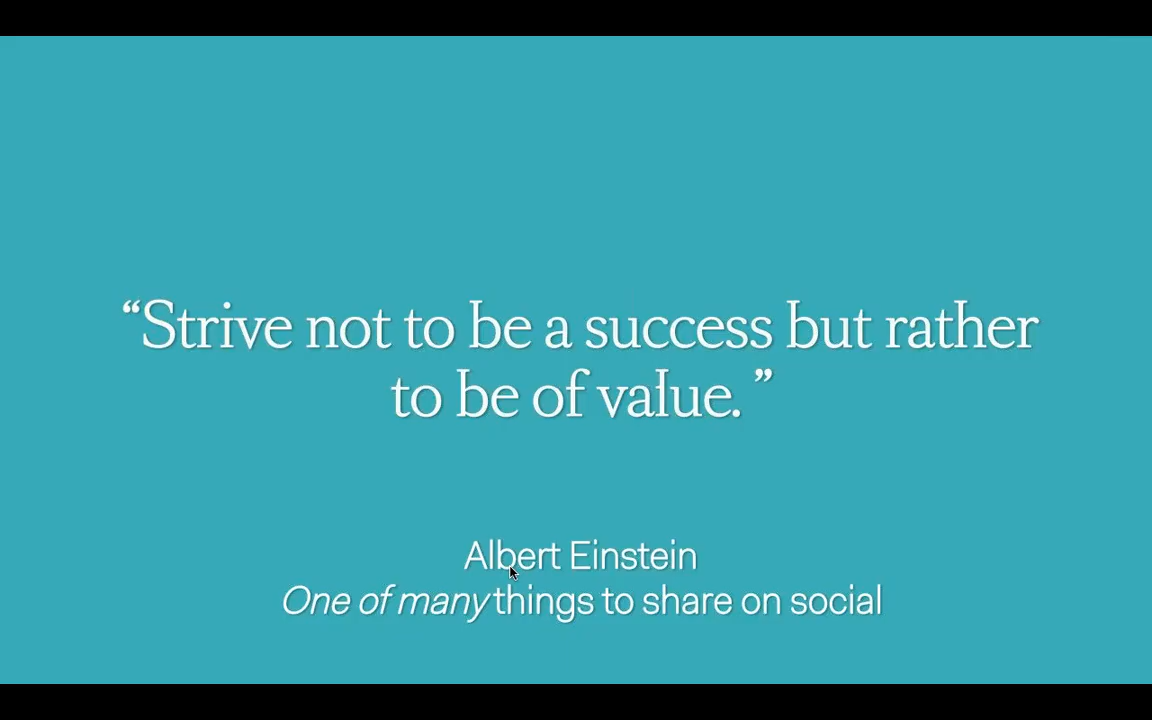 “Strive not to be a success but rather
to be of value. ”
Albert Einstein
One of many things to share on social